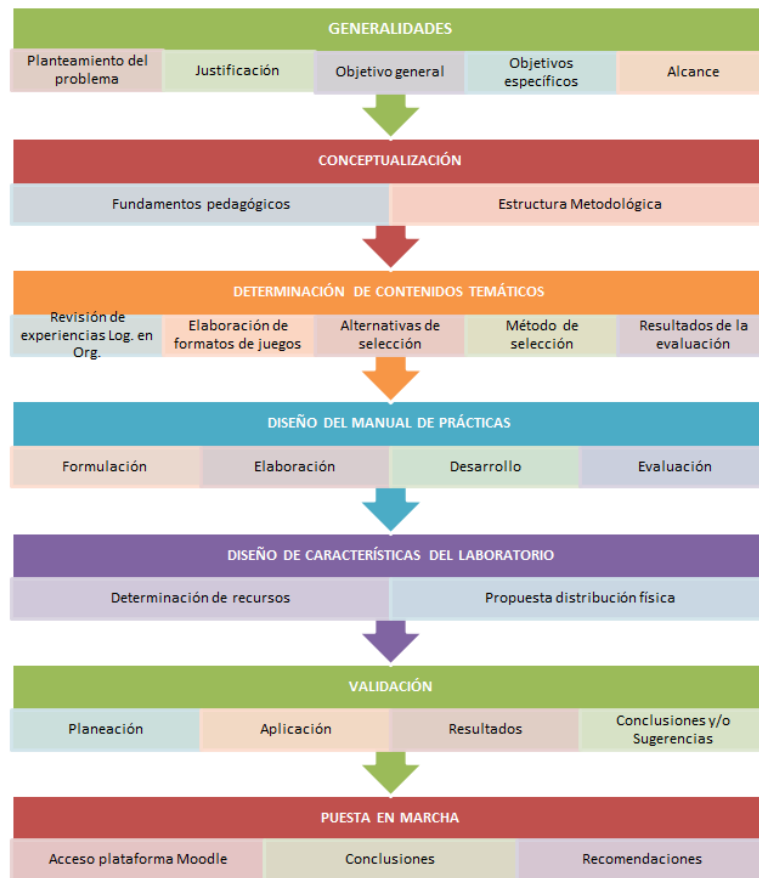 GENERALIDADES
Planteamiento del
problema
Justificación
Objetivo general
Objetivos
específicos
Alcance
CONCEPTUALIZACIÓN
Fundamentos pedagógicos
Estructura Metodológica
DETERMINACIÓN DE CONTENIDOS TEMÁTICOS
Revisión de
experiencias Log. en
Org.
Elaboración de
formatos de juegos
Alternativas de
selección
Método de
selección
Resultados de la
evaluación
DISEÑO DEL MANUAL DE PRÁCTICAS
Formulación
Elaboración
Desarrollo
Evaluación
DISEÑO DE CARACTERÍSTICAS DEL LABORATORIO
Determinación de recursos
Propuesta distribución física
VALIDACIÓN
Planeación
Aplicación
Resultados
Conclusiones y/o
Sugerencias
PUESTA EN MARCHA
Acceso plataforma Moodle
Conclusiones
Recomendaciones